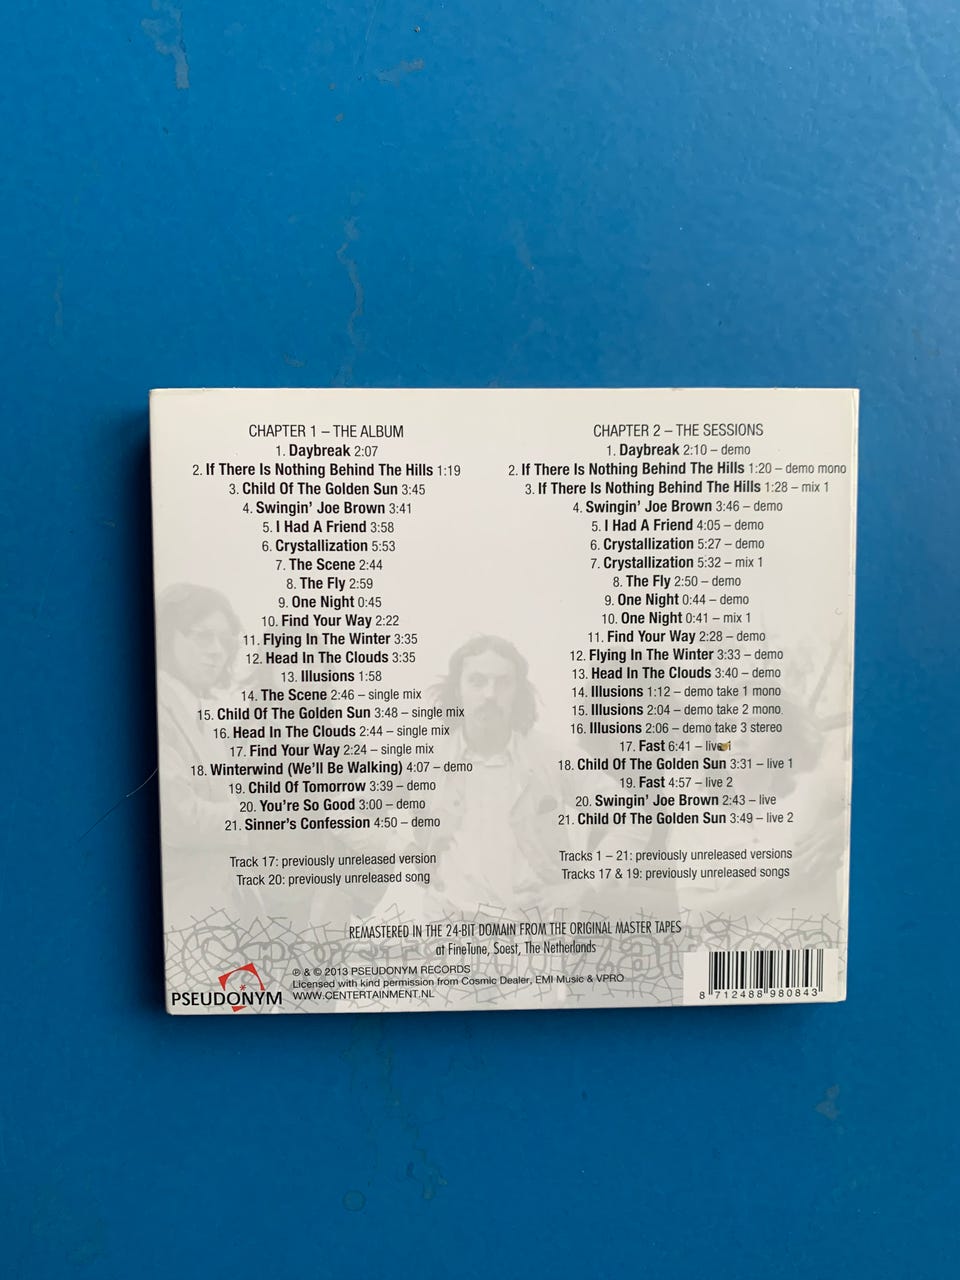 CHAPTER 1 – THE ALBUM
1. Daybreak 2:07
2. If There Is Nothing Behind The Hills 1:19
3. Child Of The Golden Sun 3:45
4. Swingin' Joe Brown 3:41
5. I Had A Friend 3:58
6. Crystallization 5:53
7. The Scene 2:44
8. The Fly 2:59
9. One Night 0:45
10. Find Your Way 2:22
11. Flying In The Winter 3:35
12. Head In The Clouds 3:35
13. Illusions 1:58
14. The Scene 2:46 – single mix
15. Child Of The Golden Sun 3:48 – single mix
16. Head In The Clouds 2:44 – single mix
17. Find Your Way 2:24 – single mix
18. Winterwind (We'll Be Walking) 4:07 – demo
19. Child Of Tomorrow 3:39 – demo
20. You're So Good 3:00 – demo
21. Sinner's Confession 4:50 – demo
Track 17: previously unreleased version
Track 20: previously unreleased song
CHAPTER 2 – THE SESSIONS
1. Daybreak 2:10 – demo
2. If There Is Nothing Behind The Hills 1:20 – demo mono
3. If There Is Nothing Behind The Hills 1:28 – mix 1
4. Swingin' Joe Brown 3:46 – demo
5. I Had A Friend 4:05 – demo
6. Crystallization 5:27 – demo
7. Crystallization 5:32 – mix 1
8. The Fly 2:50 – demo
9. One Night 0:44 – demo
10. One Night 0:41 – mix 1
11. Find Your Way 2:28 – demo
12. Flying In The Winter 3:33 – demo
13. Head In The Clouds 3:40 – demo
14. Illusions 1:12 – demo take 1 mono
15. Illusions 2:04 – demo take 2 mono
16. Illusions 2:06 – demo take 3 stereo
17. Fast 6:41 – live 1
18. Child Of The Golden Sun 3:31 – live 1
19. Fast 4:57 – live 2
20. Swingin' Joe Brown 2:43 – live
21. Child Of The Golden Sun 3:49 – live 2
Tracks 1 – 21: previously unreleased versions
Tracks 17 & 19: previously unreleased songs
REMASTERED IN THE 24-BIT DOMAIN FROM THE ORIGINAL MASTER TAPES
at FineTune, Soest, The Netherlands
PSEUDONYM
℗ & © 2013 PSEUDONYM RECORDS
Licensed with kind permission from Cosmic Dealer, EMI Music & VPRO
WWW.CENTERTAINMENT.NL
8 712488 980843